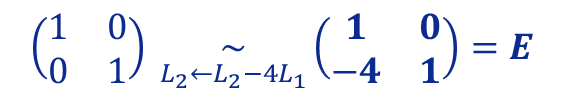 (1 0
0 1) ~ L₂←L₂−4L₁ (1 0
−4 1) = E